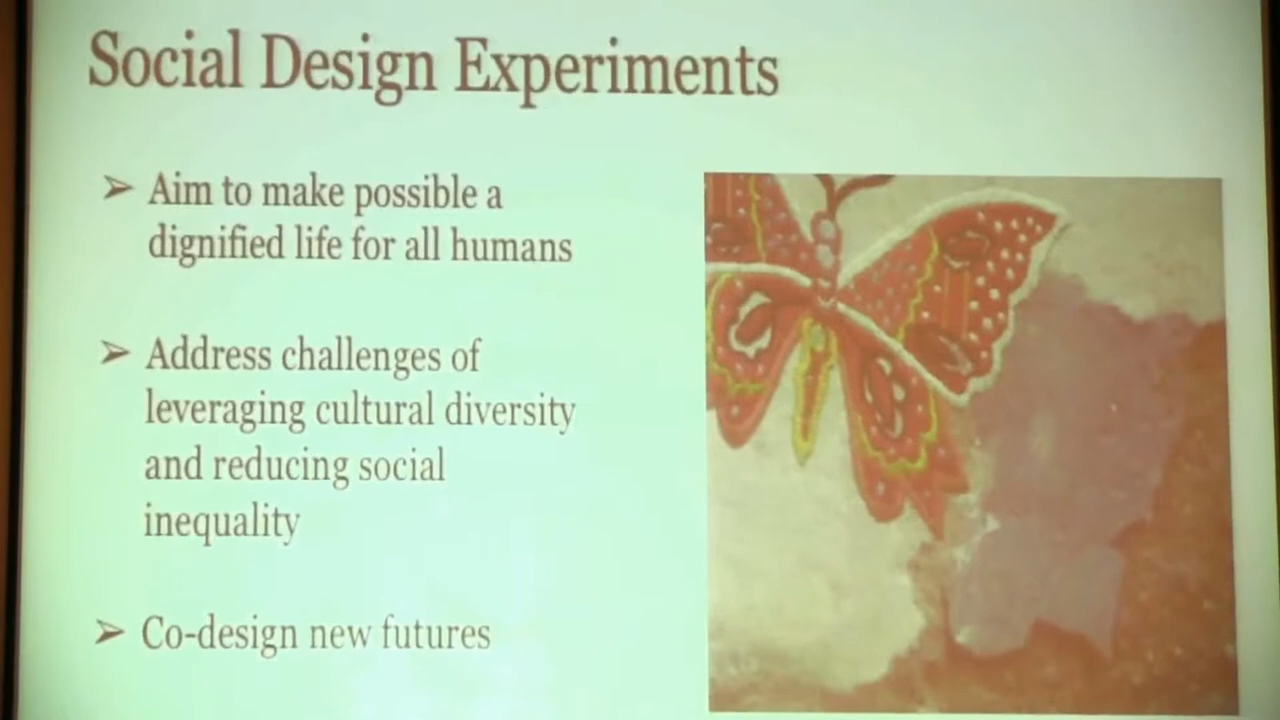 Social Design Experiments
➢ Aim to make possible a
dignified life for all humans
➢ Address challenges of
leveraging cultural diversity
and reducing social
inequality
➢ Co-design new futures